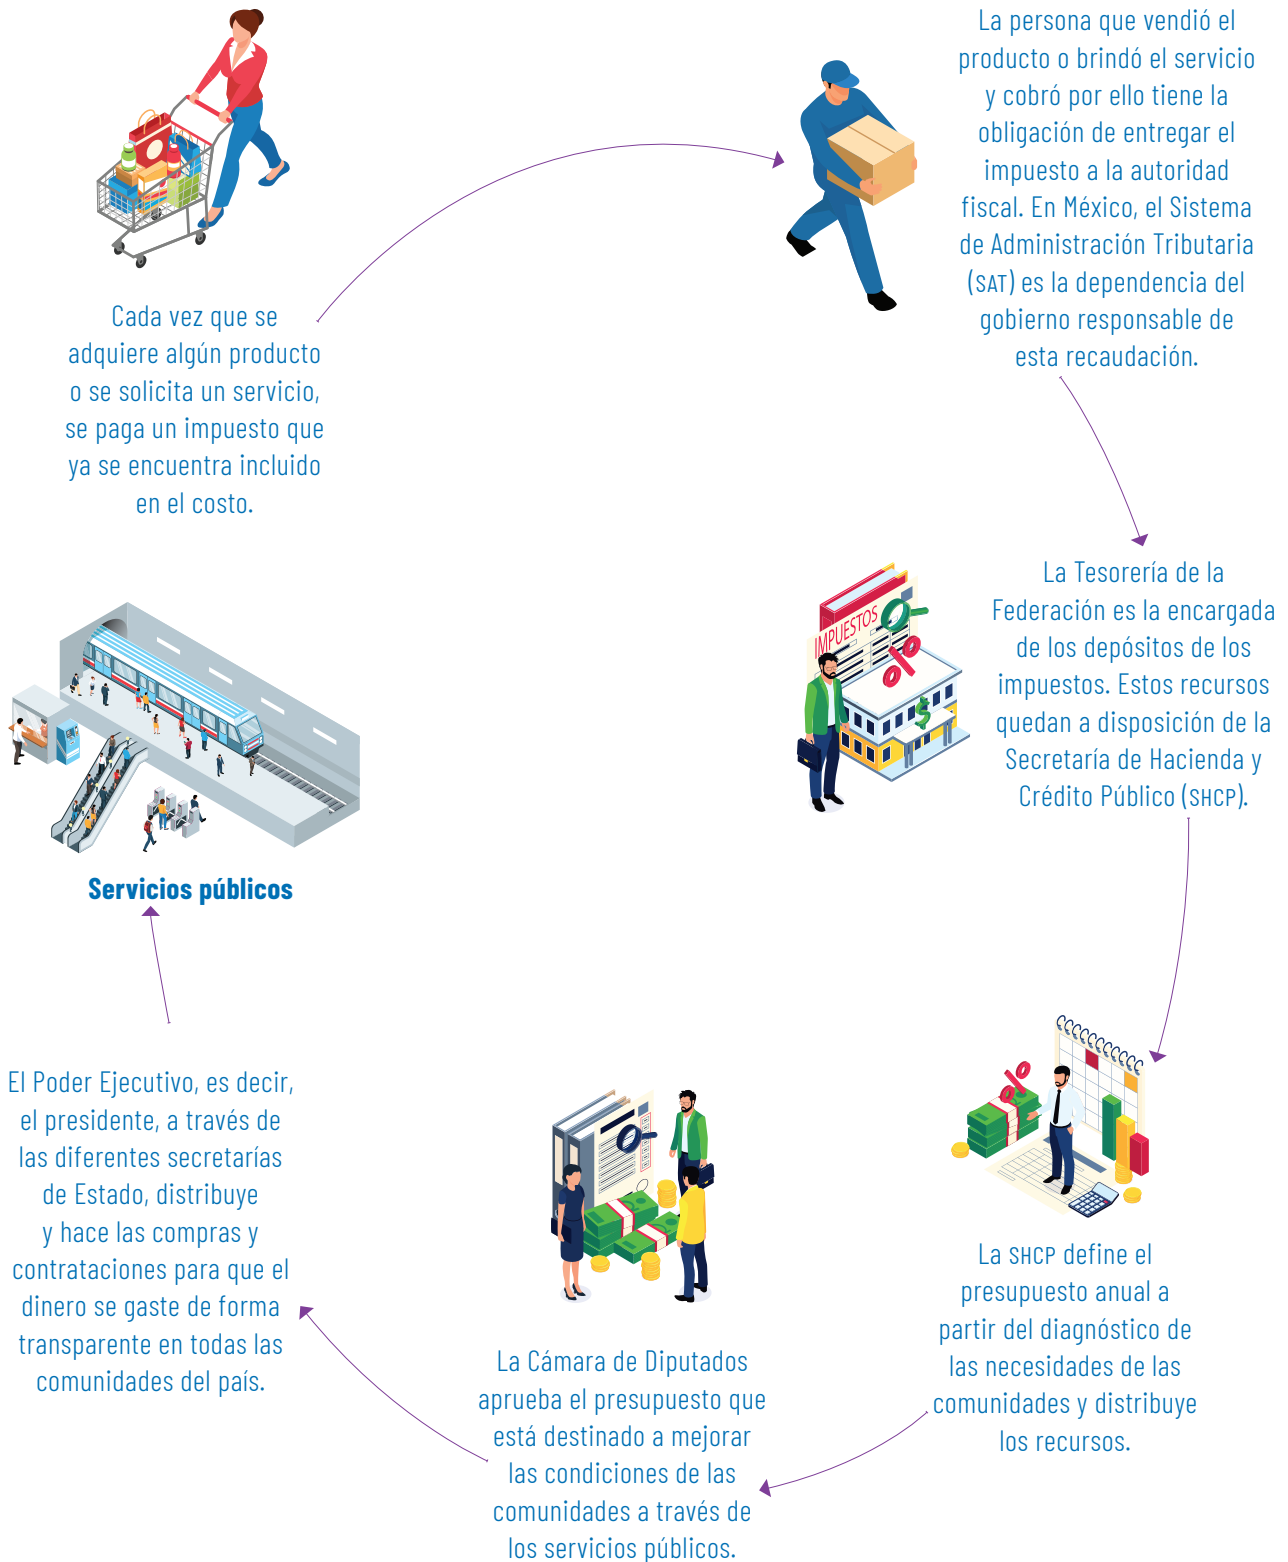 Cada vez que se
adquiere algún producto
o se solicita un servicio,
se paga un impuesto que
ya se encuentra incluido
en el costo.
La persona que vendió el
producto o brindó el servicio
y cobró por ello tiene la
obligación de entregar el
impuesto a la autoridad
fiscal. En México, el Sistema
de Administración Tributaria
(SAT) es la dependencia del
gobierno responsable de
esta recaudación.
IMPUESTOS
La Tesorería de la
Federación es la encargada
de los depósitos de los
impuestos. Estos recursos
quedan a disposición de la
Secretaría de Hacienda y
Crédito Público (SHCP).
La SHCP define el
presupuesto anual a
partir del diagnóstico de
las necesidades de las
comunidades y distribuye
los recursos.
La Cámara de Diputados
aprueba el presupuesto que
está destinado a mejorar
las condiciones de las
comunidades a través de
los servicios públicos.
El Poder Ejecutivo, es decir,
el presidente, a través de
las diferentes secretarías
de Estado, distribuye
y hace las compras y
contrataciones para que el
dinero se gaste de forma
transparente en todas las
comunidades del país.
Servicios públicos